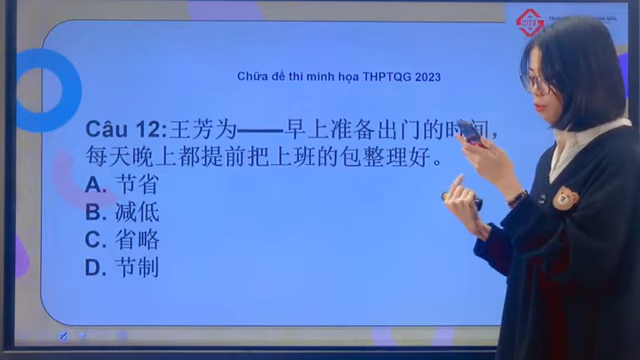 SOFL
Chữa đề thi minh họa THPTQG 2023
Câu 12:王芳为——早上准备出门的时间，
每天晚上都提前把上班的包整理好。
A. 节省
B. 减低
C. 省略
D. 节制